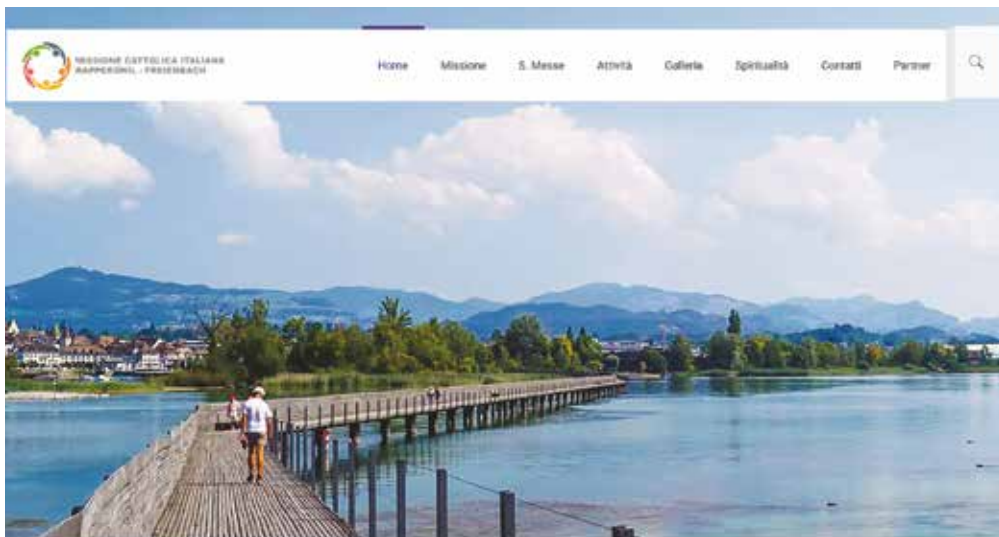 MISSIONE CATTOLICA ITALIANA
RAPPERSWIL - FREIENBACH
Home Missione S. Messe Attività Galleria Spiritualità Contatti Partner